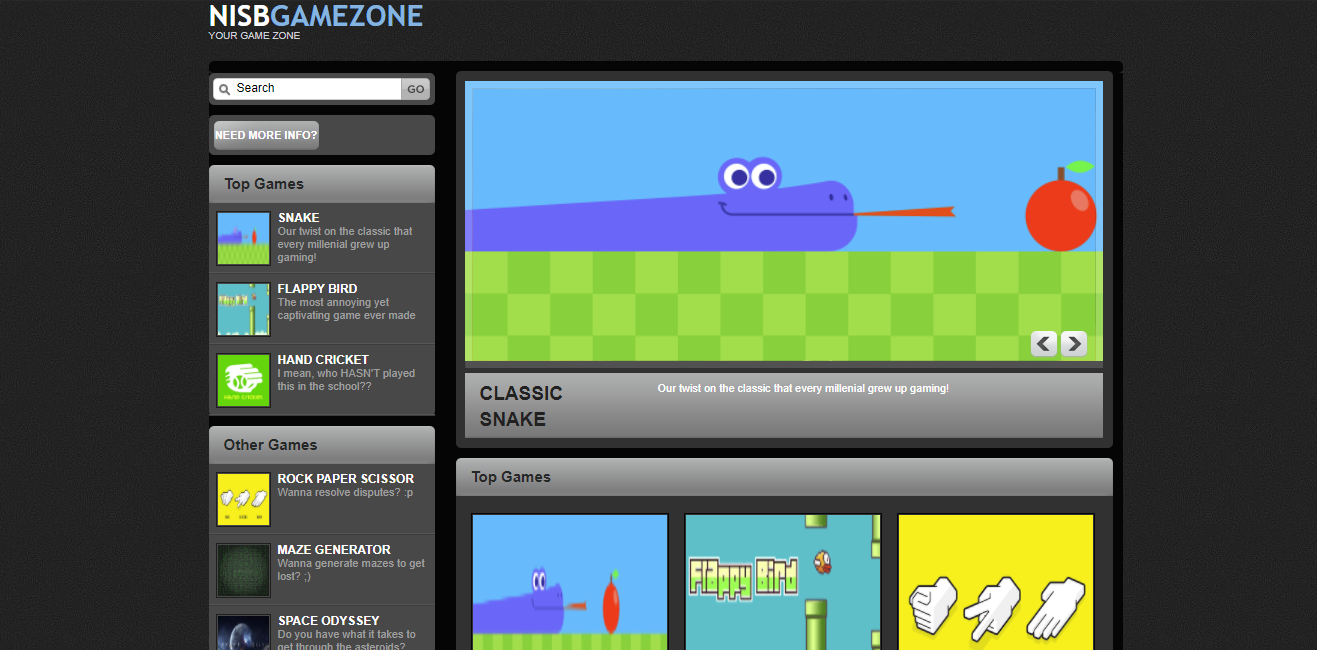 NISBGAMEZONE
YOUR GAME ZONE
Search
GO
NEED MORE INFO?
Top Games
SNAKE
Our twist on the classic that
every millenial grew up
gaming!
FLAPPY BIRD
The most annoying yet
captivating game ever made
HAND CRICKET
I mean, who HASN'T played
this in the school??
Other Games
ROCK PAPER SCISSOR
Wanna resolve disputes? :p
MAZE GENERATOR
Wanna generate mazes to get
lost? ;)
SPACE ODYSSEY
Do you have what it takes to
get through the asteroids?
CLASSIC
SNAKE
Our twist on the classic that every millenial grew up gaming!
Top Games
Flappy Bird